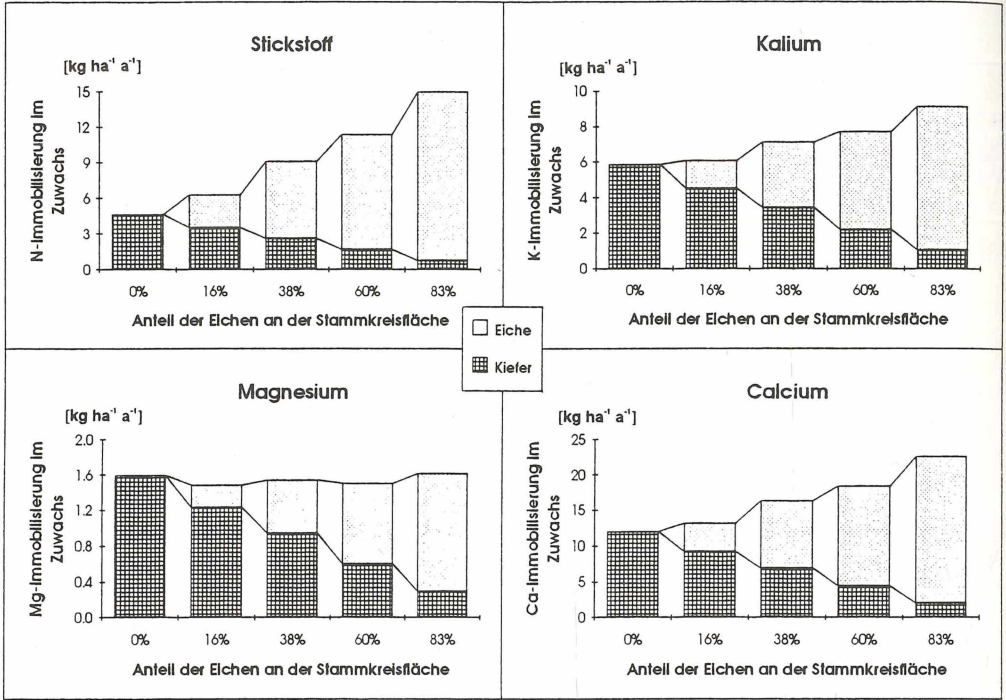 Stickstoff
[kg ha⁻¹ a⁻¹]
N-Immobilisierung im
Zuwachs
15
12
9
6
3
0
0% 16% 38% 60% 83%
Anteil der Eichen an der Stammkreisfläche
Kalium
[kg ha⁻¹ a⁻¹]
K-Immobilisierung im
Zuwachs
10
8
6
4
2
0
0% 16% 38% 60% 83%
Anteil der Eichen an der Stammkreisfläche
Eiche
Kiefer
Magnesium
[kg ha⁻¹ a⁻¹]
Mg-Immobilisierung im
Zuwachs
2.0
1.6
1.2
0.8
0.4
0.0
0% 16% 38% 60% 83%
Anteil der Eichen an der Stammkreisfläche
Calcium
[kg ha⁻¹ a⁻¹]
Ca-Immobilisierung im
Zuwachs
25
20
15
10
5
0
0% 16% 38% 60% 83%
Anteil der Eichen an der Stammkreisfläche